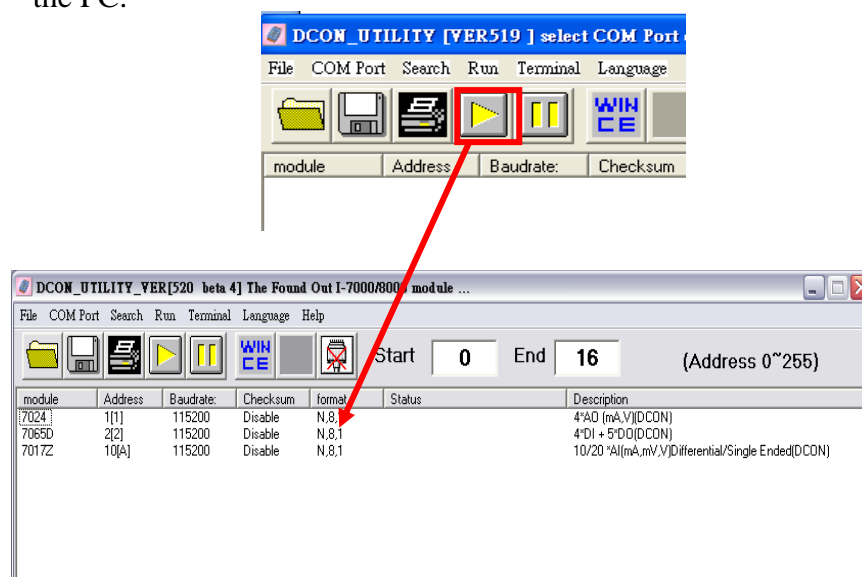 the PC.
DCON_UTILITY [VER519 ] select COM Port
File COM Port Search Run Terminal Language
WIN
CE
module Address Baudrate: Checksum
DCON_UTILITY_VER[520 beta 4] The Found Out I-7000/8000 module ...
File COM Port Search Run Terminal Language Help
WIN
CE
Start 0 End 16 (Address 0~255)
module Address Baudrate: Checksum format Status Description
7024 1[1] 115200 Disable N,8,1 4*AO (mA,V)(DCON)
7065D 2[2] 115200 Disable N,8,1 4*DI + 5*DO(DCON)
7017Z 10[A] 115200 Disable N,8,1 10/20 *AI(mA,mV,V)Differential/Single Ended(DCON)